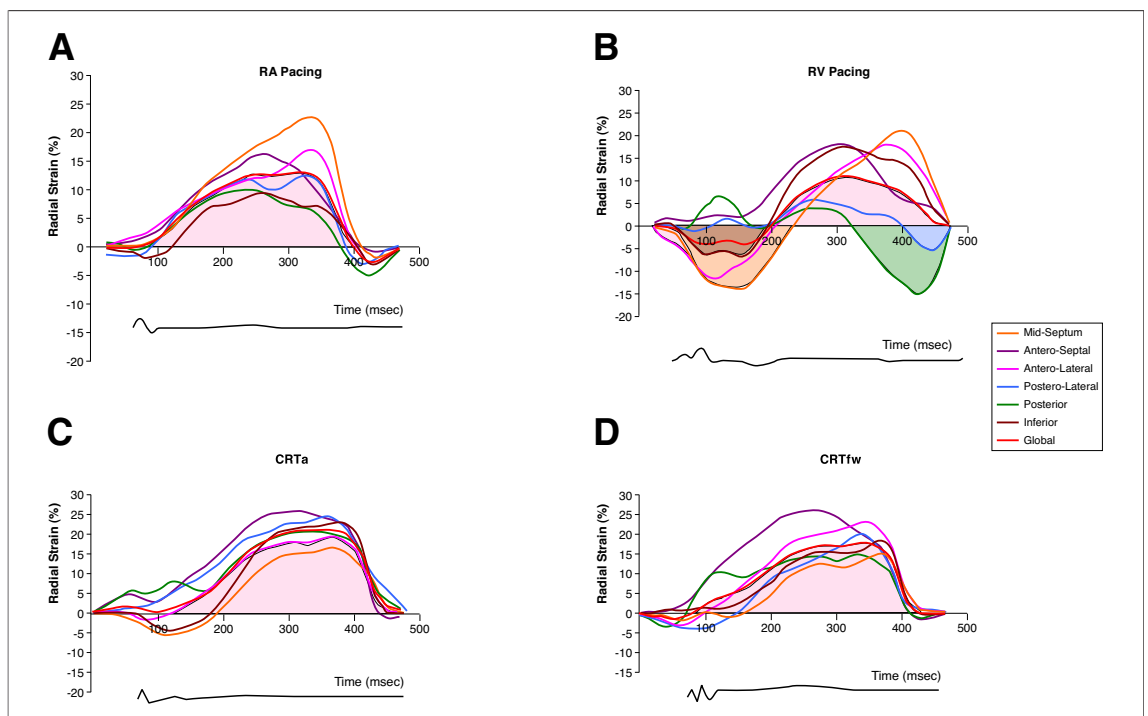 A
RA Pacing
30
25
20
15
10
5
0
-5
-10
-15
-20
100
200
300
400
500
Radial Strain (%)
Time (msec)
B
RV Pacing
30
25
20
15
10
5
0
-5
-10
-15
-20
100
200
300
400
500
Radial Strain (%)
Time (msec)
Mid-Septum
Antero-Septal
Antero-Lateral
Postero-Lateral
Posterior
Inferior
Global
C
CRTa
30
25
20
15
10
5
0
-5
-10
-15
-20
100
200
300
400
500
Radial Strain (%)
Time (msec)
D
CRTfw
30
25
20
15
10
5
0
-5
-10
-15
100
200
300
400
500
Radial Strain (%)
Time (msec)